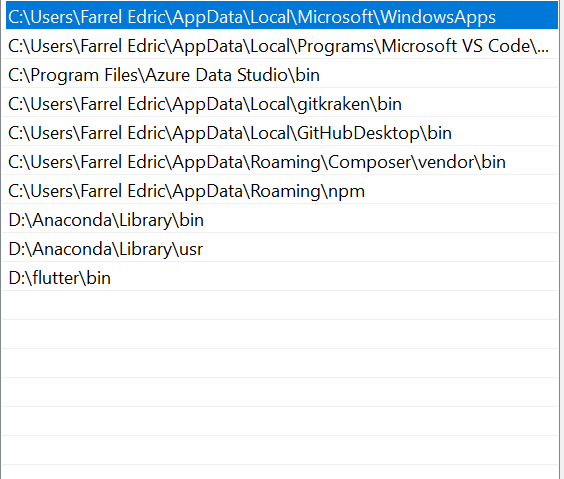 C:\Users\Farrel Edric\AppData\Local\Microsoft\WindowsApps
C:\Users\Farrel Edric\AppData\Local\Programs\Microsoft VS Code\...
C:\Program Files\Azure Data Studio\bin
C:\Users\Farrel Edric\AppData\Local\gitkraken\bin
C:\Users\Farrel Edric\AppData\Local\GitHubDesktop\bin
C:\Users\Farrel Edric\AppData\Roaming\Composer\vendor\bin
C:\Users\Farrel Edric\AppData\Roaming\npm
D:\Anaconda\Library\bin
D:\Anaconda\Library\usr
D:\flutter\bin